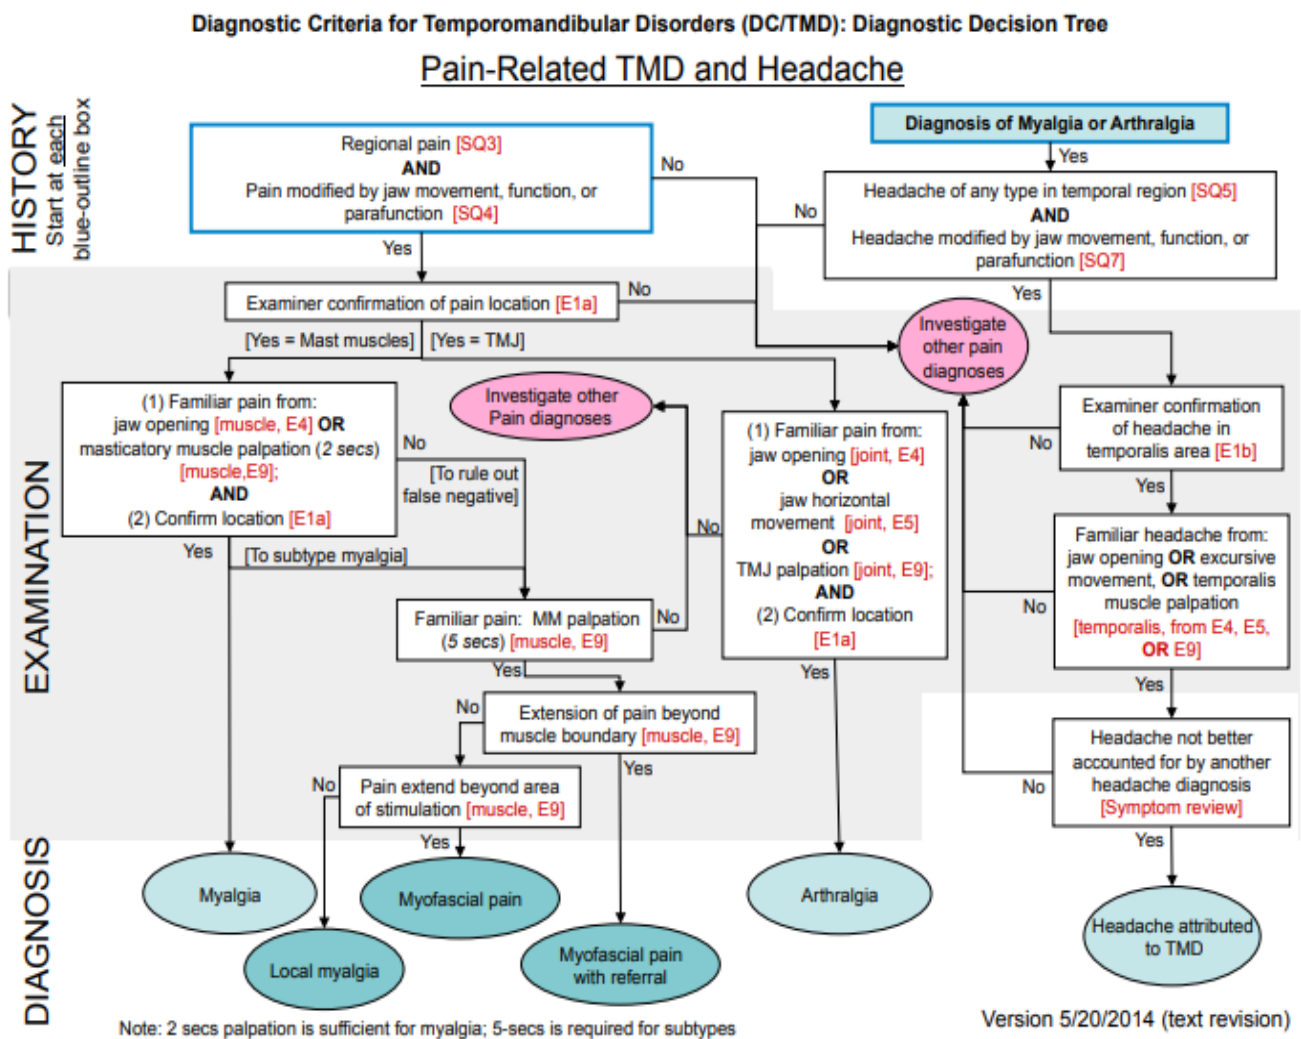 Diagnostic Criteria for Temporomandibular Disorders (DC/TMD): Diagnostic Decision Tree
Pain-Related TMD and Headache
HISTORY
Start at each
blue-outline box
Regional pain [SQ3]
AND
Pain modified by jaw movement, function, or
parafunction [SQ4]
No
Yes
Diagnosis of Myalgia or Arthralgia
Yes
Headache of any type in temporal region [SQ5]
AND
Headache modified by jaw movement, function, or
parafunction [SQ7]
No
Yes
EXAMINATION
Examiner confirmation of pain location [E1a]
No
[Yes = Mast muscles]
[Yes = TMJ]
Investigate
other pain
diagnoses
(1) Familiar pain from:
jaw opening [muscle, E4] OR
masticatory muscle palpation (2 secs)
[muscle,E9];
AND
(2) Confirm location [E1a]
No
[To rule out
false negative]
Yes
[To subtype myalgia]
Investigate other
Pain diagnoses
(1) Familiar pain from:
jaw opening [joint, E4]
OR
jaw horizontal
movement [joint, E5]
OR
TMJ palpation [joint, E9];
AND
(2) Confirm location
[E1a]
No
Yes
Examiner confirmation
of headache in
temporalis area [E1b]
No
Yes
Familiar headache from:
jaw opening OR excursive
movement, OR temporalis
muscle palpation
[temporalis, from E4, E5,
OR E9]
No
Yes
Familiar pain: MM palpation
(5 secs) [muscle, E9]
No
Yes
Extension of pain beyond
muscle boundary [muscle, E9]
No
Yes
Pain extend beyond area
of stimulation [muscle, E9]
No
Yes
Headache not better
accounted for by another
headache diagnosis
[Symptom review]
No
Yes
DIAGNOSIS
Myalgia
Myofascial pain
Arthralgia
Local myalgia
Myofascial pain
with referral
Headache attributed
to TMD
Note: 2 secs palpation is sufficient for myalgia; 5-secs is required for subtypes
Version 5/20/2014 (text revision)